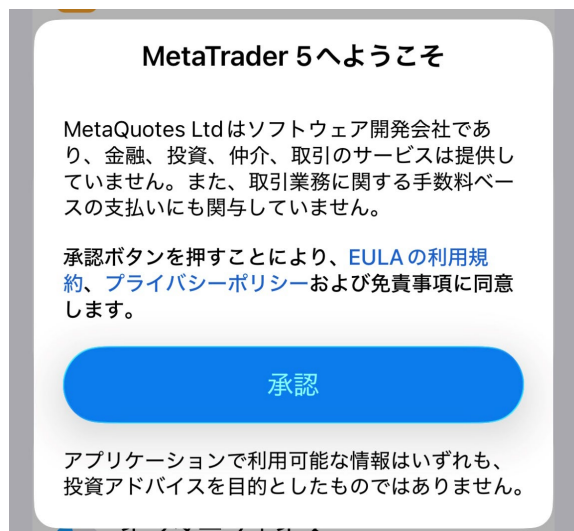 MetaTrader 5へようこそ
MetaQuotes Ltdはソフトウェア開発会社であ
り、金融、投資、仲介、取引のサービスは提供し
ていません。また、取引業務に関する手数料ベー
スの支払いにも関与していません。
承認ボタンを押すことにより、EULAの利用規
約、プライバシーポリシーおよび免責事項に同意
します。
承認
アプリケーションで利用可能な情報はいずれも、
投資アドバイスを目的としたものではありません。